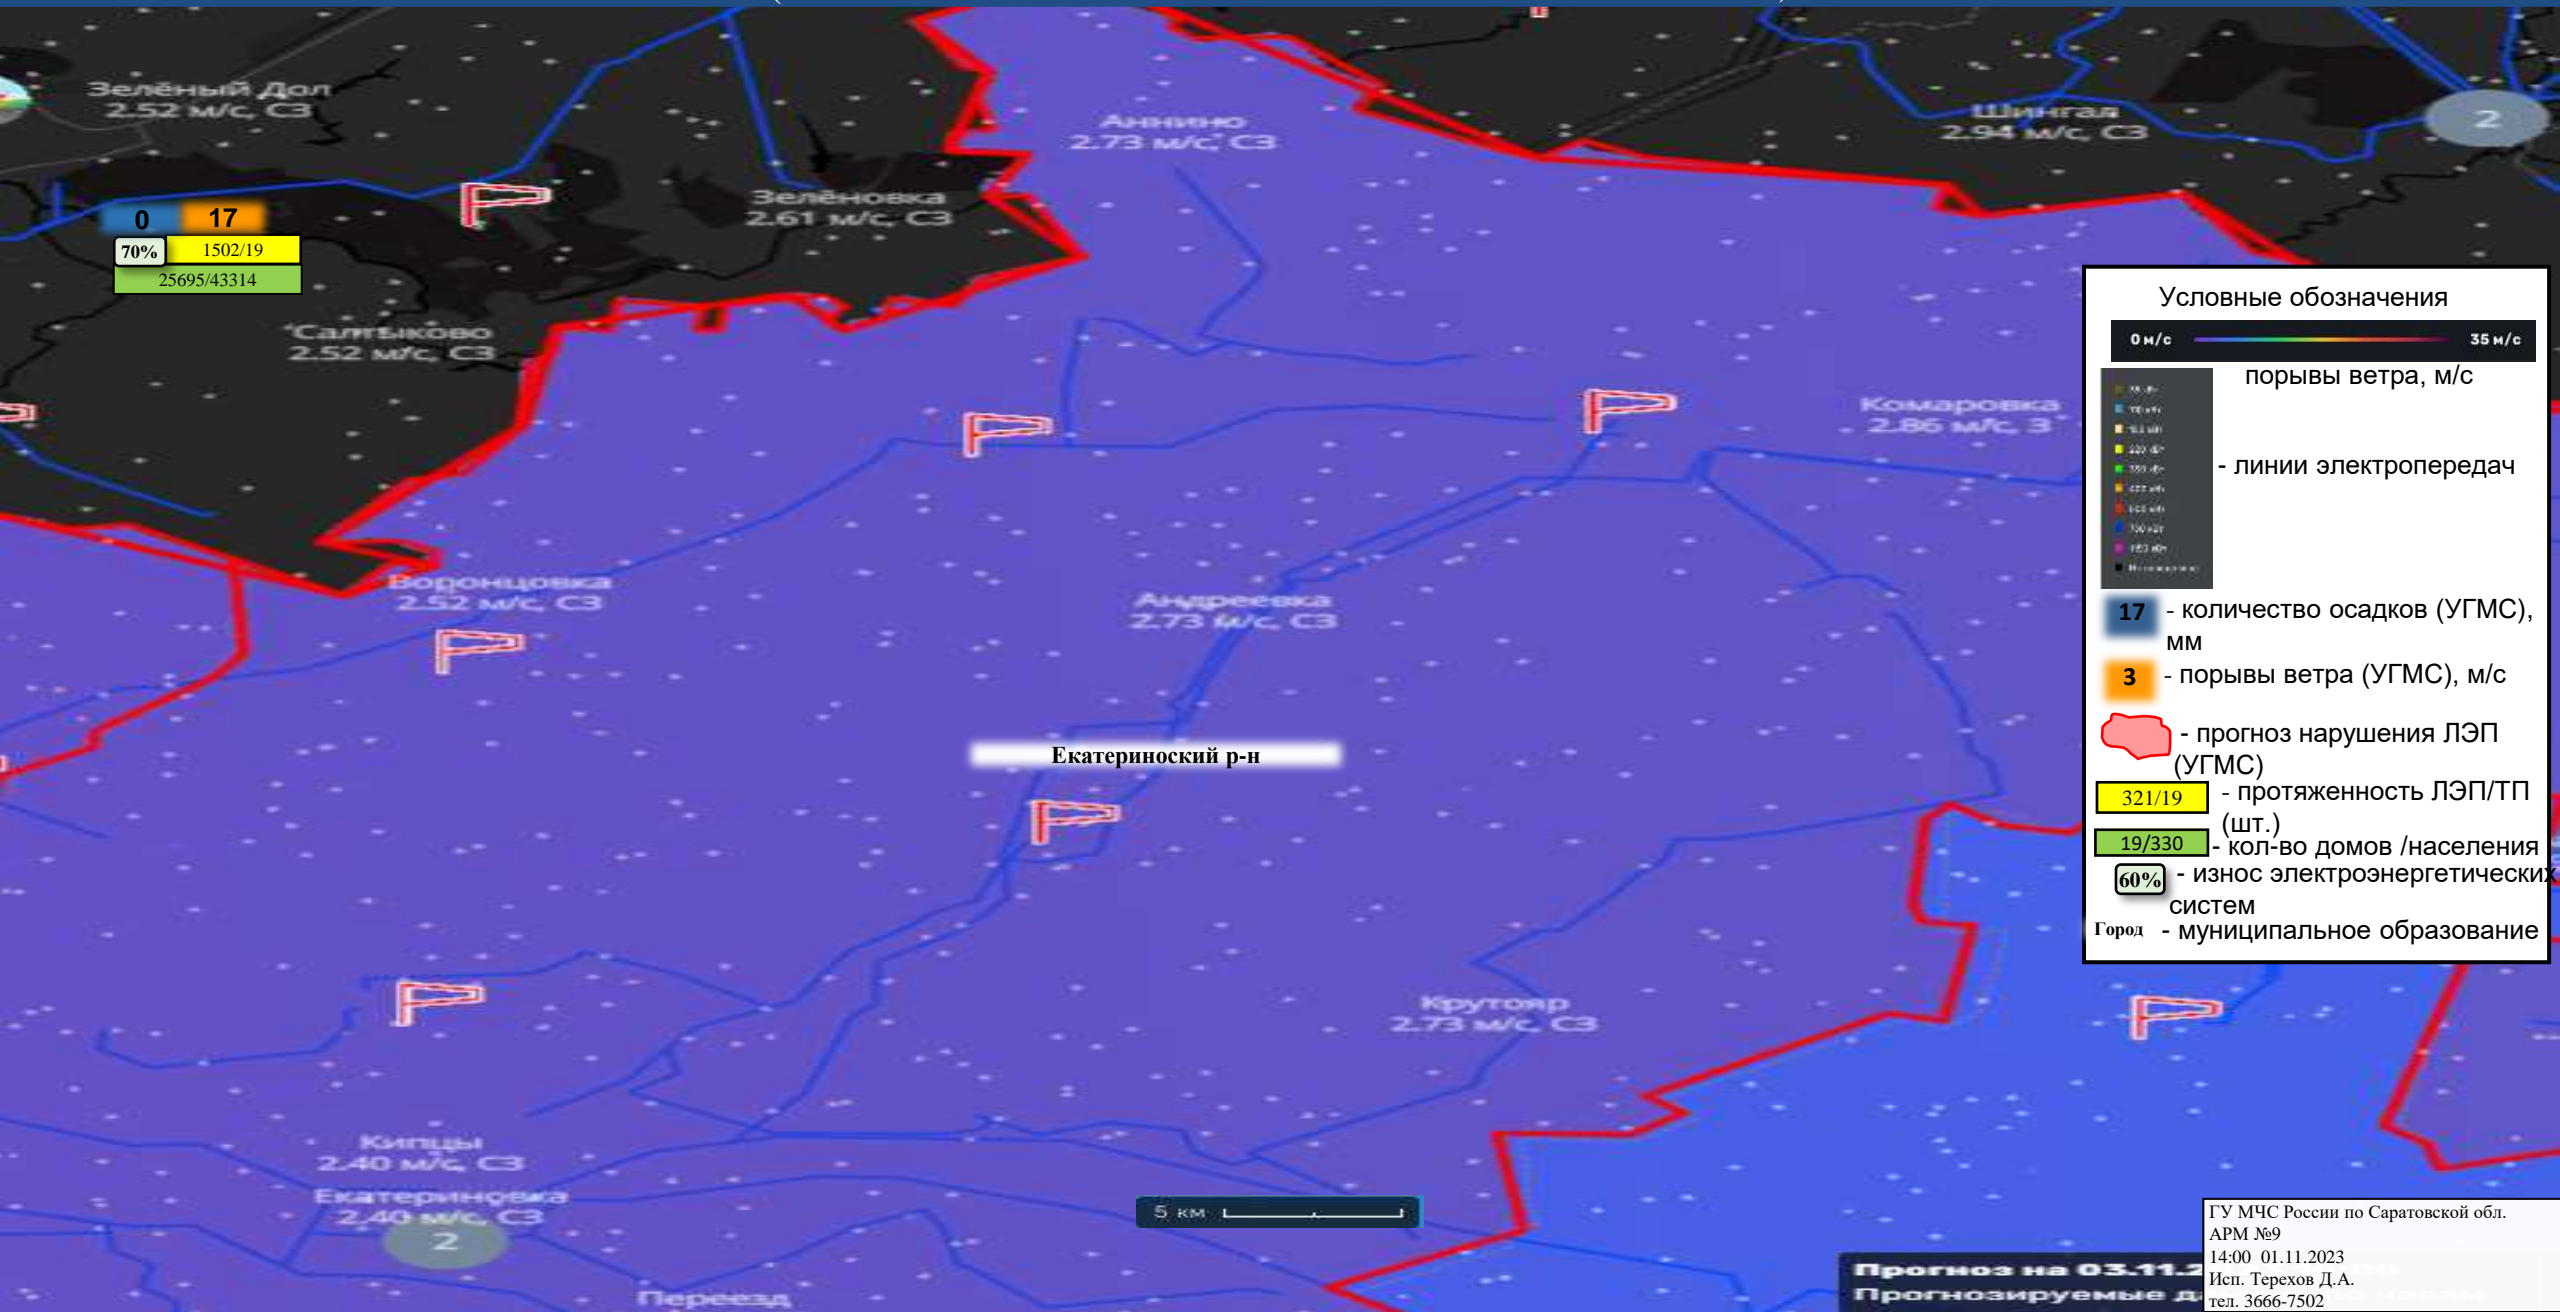 Зелёный Дол
2.52 м/с, СЗ
Аннино
2.73 м/с, СЗ
Шингал
2.94 м/с, СЗ
2
Зелёновка
2.61 м/с, СЗ
0 17
70% 1502/19
25695/43314
Салтыково
2.52 м/с, СЗ
Комаровка
2.86 м/с, З
Воронцовка
2.52 м/с, СЗ
Андреевка
2.73 м/с, СЗ
Екатериноский р-н
Крутояр
2.73 м/с, СЗ
Кипцы
2.40 м/с, СЗ
Екатериновка
2.40 м/с, СЗ
2
Переезд
5 км
Условные обозначения
0 м/с 35 м/с
порывы ветра, м/с
- линии электропередач
17 - количество осадков (УГМС),
мм
3 - порывы ветра (УГМС), м/с
- прогноз нарушения ЛЭП
(УГМС)
321/19 - протяженность ЛЭП/ТП
(шт.)
19/330 - кол-во домов /населения
60% - износ электроэнергетических
систем
Город - муниципальное образование
Прогноз на 03.11.2
Прогнозируемые
ГУ МЧС России по Саратовской обл.
АРМ №9
14:00 01.11.2023
Исп. Терехов Д.А.
тел. 3666-7502